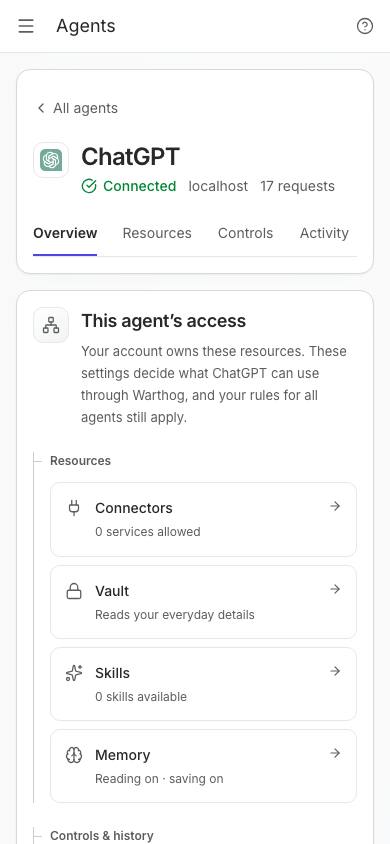 Agents
All agents
ChatGPT
Connected localhost 17 requests
Overview Resources Controls Activity
This agent’s access
Your account owns these resources. These
settings decide what ChatGPT can use
through Warthog, and your rules for all
agents still apply.
Resources
Connectors
0 services allowed
Vault
Reads your everyday details
Skills
0 skills available
Memory
Reading on · saving on
Controls & history